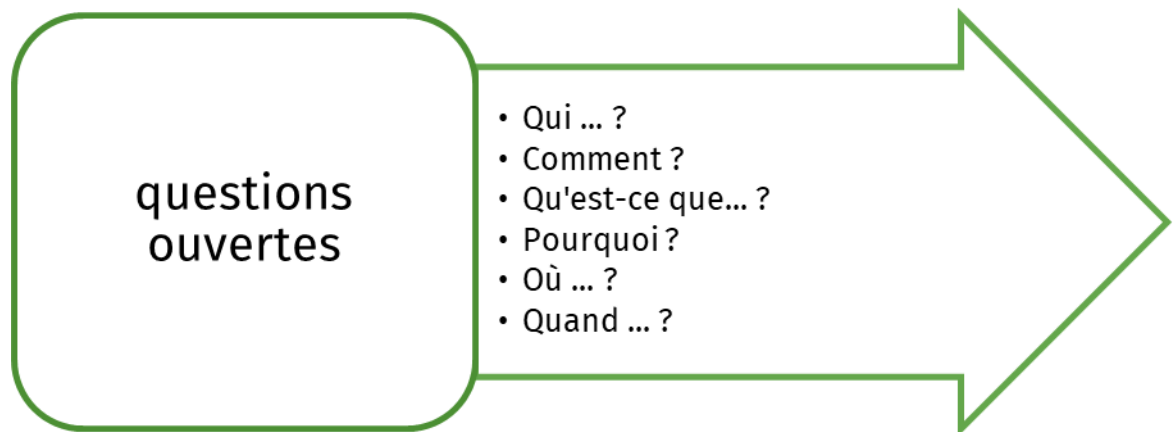 questions
ouvertes
• Qui ... ?
• Comment ?
• Qu'est-ce que... ?
• Pourquoi ?
• Où ... ?
• Quand ... ?